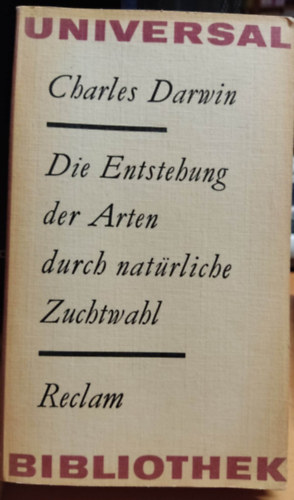 UNIVERSAL
Charles Darwin
Die Entstehung
der Arten
durch natürliche
Zuchtwahl
Reclam
BIBLIOTHEK